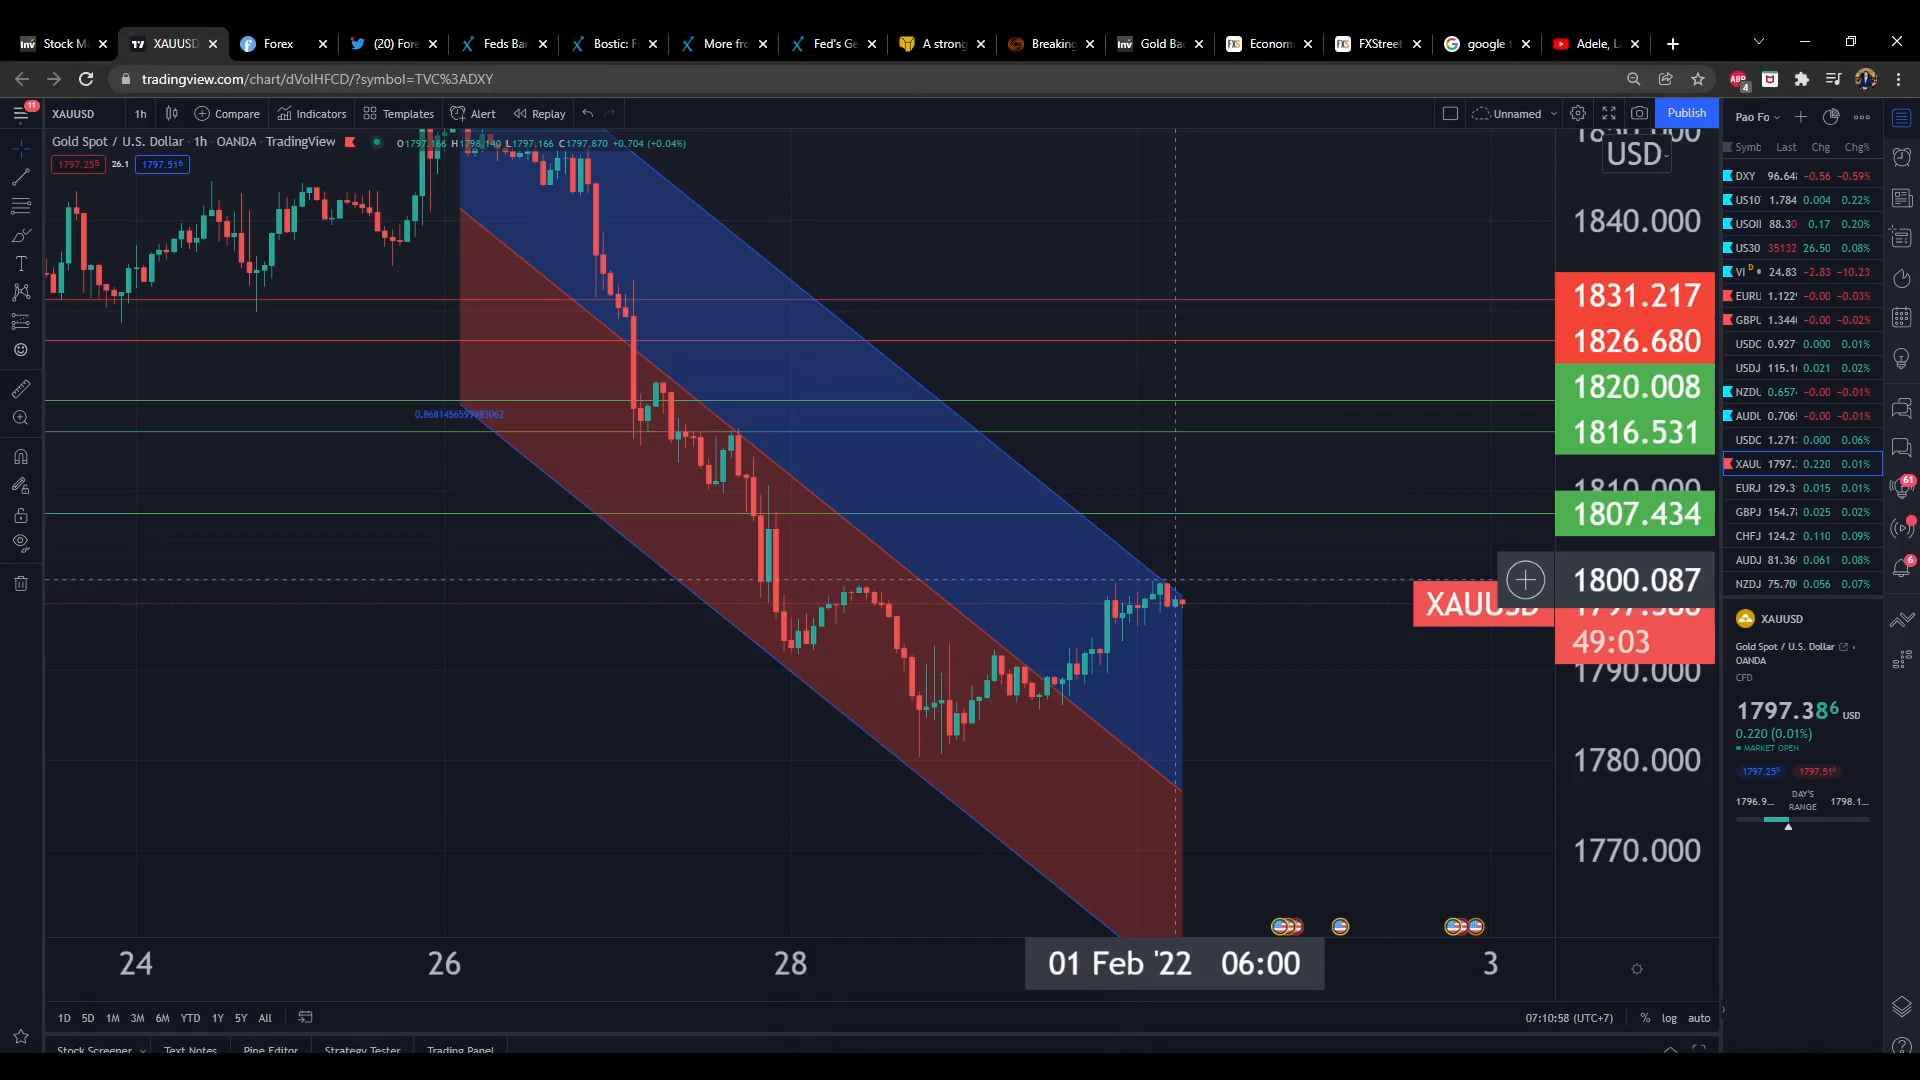 Stock M
XAUUSD
Forex
(20) Fore
Feds Bar
Bostic: F
More fro
Fed's Ge
A strong
Breaking
Gold Ba
Econom
FXStreet
google t
Adele, L
tradingview.com/chart/dVolHFCD/?symbol=TVC%3ADXY
11
XAUUSD 1h Compare Indicators Templates Alert Replay
Unnamed Publish
Pao Fo
Gold Spot / U.S. Dollar · 1h · OANDA · TradingView
O1797.166 H1798.140 L1797.166 C1797.870 +0.704 (+0.04%)
1797.25⁵ 26.1 1797.51⁶
USD
1840.000
1831.217
1826.680
1820.008
1816.531
1810.000
1807.434
1800.087
XAUUSD
49:03
1790.000
1780.000
1770.000
24 26 28 01 Feb '22 06:00 3
1D 5D 1M 3M 6M YTD 1Y 5Y All
07:10:58 (UTC+7) % log auto
Stock Screener Text Notes Pine Editor Strategy Tester Trading Panel
Symb Last Chg Chg%
DXY 96.64 −0.56 −0.59%
US10 1.784 0.004 0.22%
USOIl 88.30 0.17 0.20%
US30 35132 26.50 0.08%
VI D 24.83 −2.83 −10.23
EURU 1.122 −0.00 −0.03%
GBPL 1.344 −0.00 −0.02%
USDC 0.927 0.000 0.01%
USDJ 115.1 0.021 0.02%
NZDL 0.657 −0.00 −0.01%
AUDL 0.706 −0.00 −0.01%
USDC 1.271 0.000 0.06%
XAUL 1797. 0.220 0.01%
EURJ 129.3 0.015 0.01%
GBPJ 154.7 0.025 0.02%
CHFJ 124.2 0.110 0.09%
AUDJ 81.36 0.061 0.08%
NZDJ 75.70 0.056 0.07%
XAUUSD
Gold Spot / U.S. Dollar
OANDA
CFD
1797.38⁶ USD
0.220 (0.01%)
MARKET OPEN
1797.25⁵ 1797.51⁶
1796.9... DAY'S RANGE 1798.1...
61
6